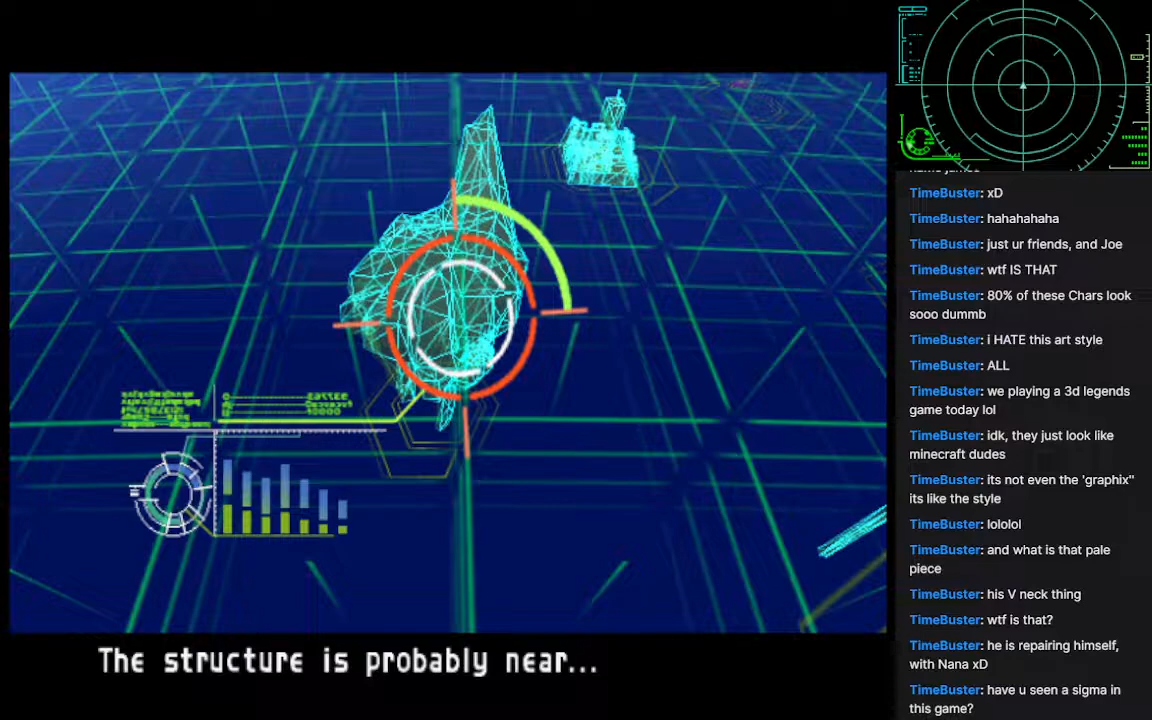 TimeBuster: xD
TimeBuster: hahahahaha
TimeBuster: just ur friends, and Joe
TimeBuster: wtf IS THAT
TimeBuster: 80% of these Chars look
sooo dummb
TimeBuster: i HATE this art style
TimeBuster: ALL
TimeBuster: we playing a 3d legends
game today lol
TimeBuster: idk, they just look like
minecraft dudes
TimeBuster: its not even the 'graphix"
its like the style
TimeBuster: lololol
TimeBuster: and what is that pale
piece
TimeBuster: his V neck thing
TimeBuster: wtf is that?
TimeBuster: he is repairing himself,
with Nana xD
TimeBuster: have u seen a sigma in
this game?
The structure is probably near...